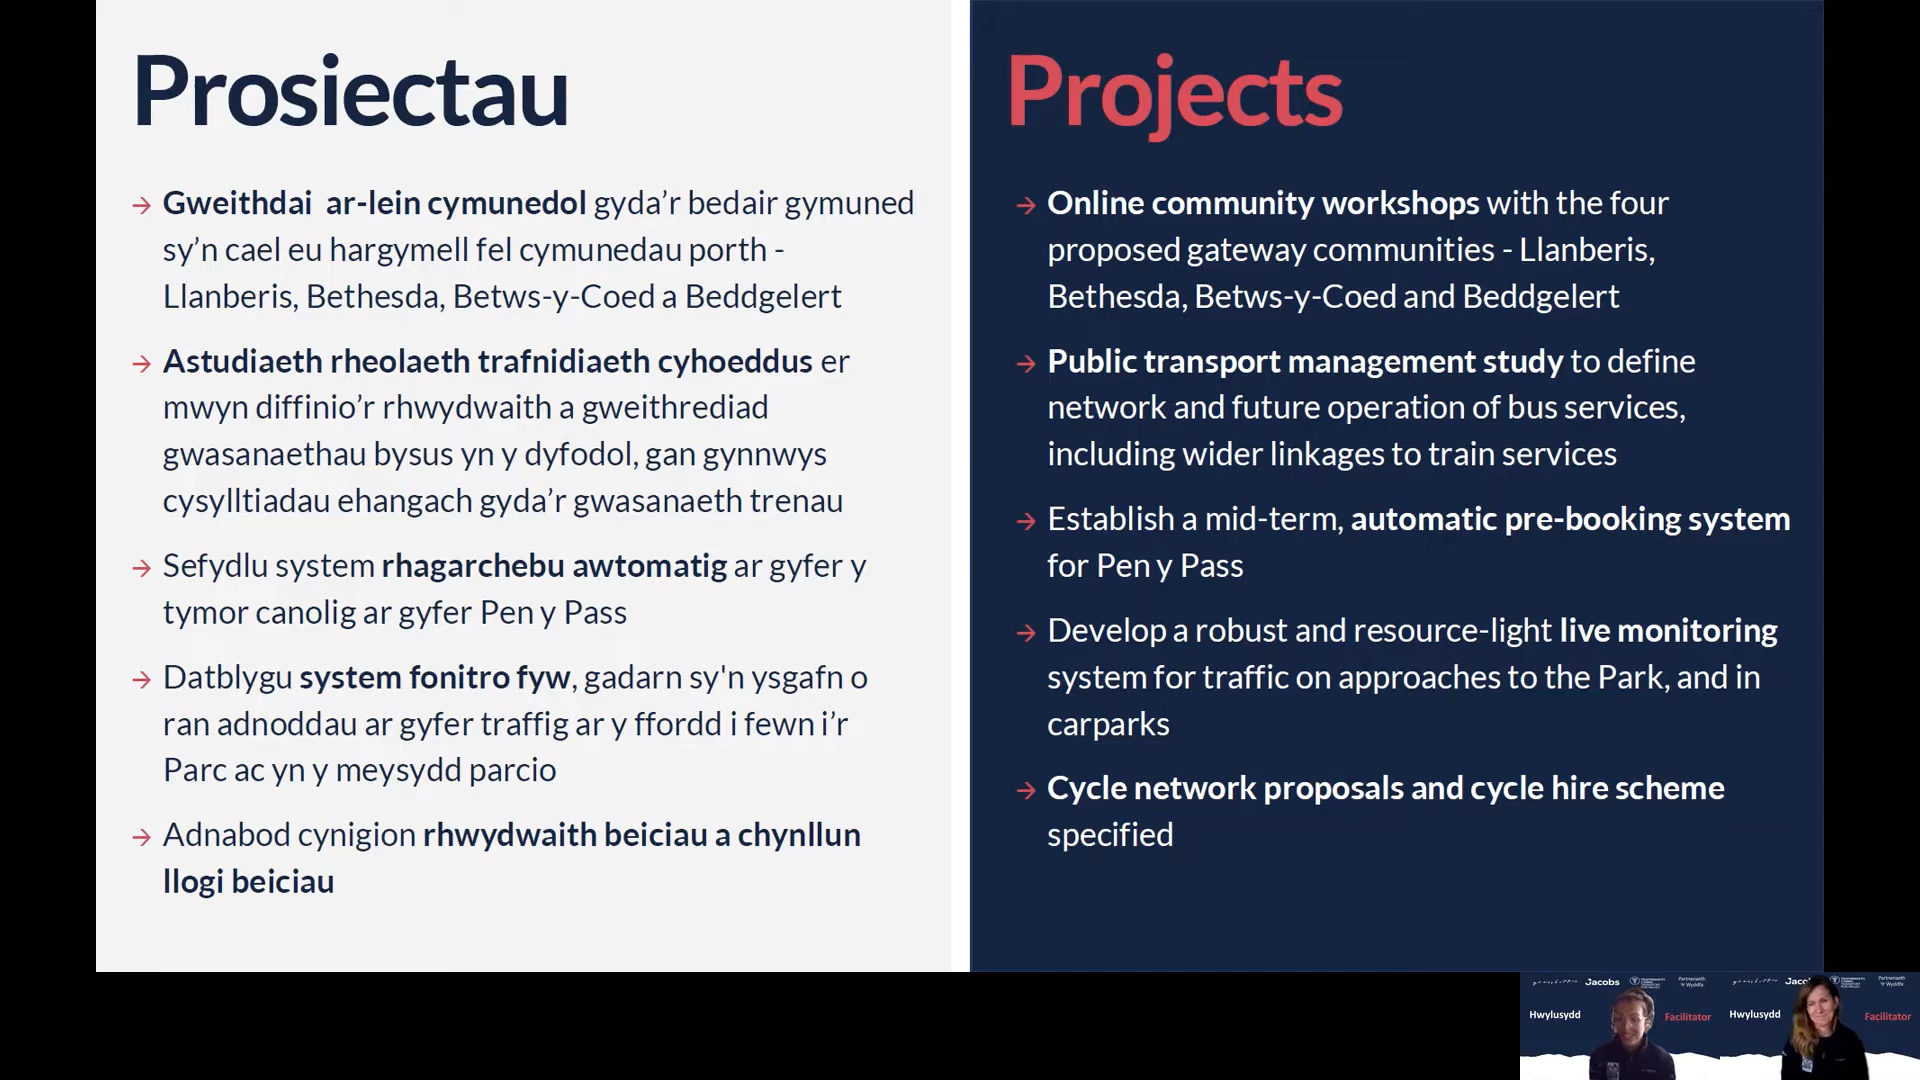 Prosiectau
→ Gweithdai ar-lein cymunedol gyda’r bedair gymuned
sy’n cael eu hargymell fel cymunedau porth -
Llanberis, Bethesda, Betws-y-Coed a Beddgelert
→ Astudiaeth rheolaeth trafnidiaeth cyhoeddus er
mwyn diffinio’r rhwydwaith a gweithrediad
gwasanaethau bysus yn y dyfodol, gan gynnwys
cysylltiadau ehangach gyda’r gwasanaeth trenau
→ Sefydlu system rhagarchebu awtomatig ar gyfer y
tymor canolig ar gyfer Pen y Pass
→ Datblygu system fonitro fyw, gadarn sy'n ysgafn o
ran adnoddau ar gyfer traffig ar y ffordd i fewn i’r
Parc ac yn y meysydd parcio
→ Adnabod cynigion rhwydwaith beiciau a chynllun
llogi beiciau
Projects
→ Online community workshops with the four
proposed gateway communities - Llanberis,
Bethesda, Betws-y-Coed and Beddgelert
→ Public transport management study to define
network and future operation of bus services,
including wider linkages to train services
→ Establish a mid-term, automatic pre-booking system
for Pen y Pass
→ Develop a robust and resource-light live monitoring
system for traffic on approaches to the Park, and in
carparks
→ Cycle network proposals and cycle hire scheme
specified
Jacobs
Partneriaeth
Yr Wyddfa
Hwylusydd
Facilitator
Partneriaeth
Yr Wyddfa
Hwylusydd
Facilitator